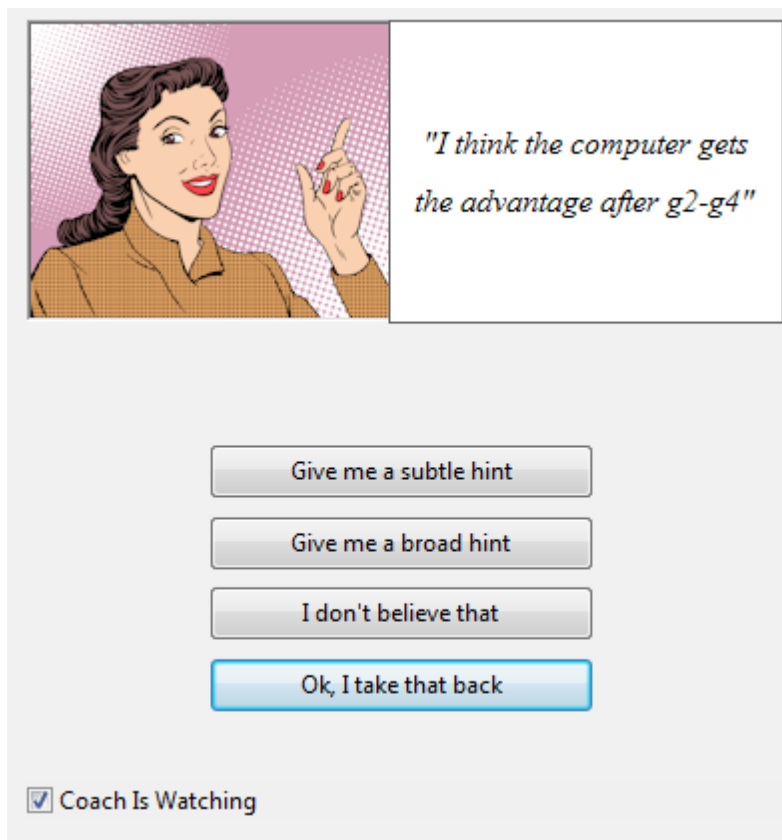 "I think the computer gets
the advantage after g2-g4"
Give me a subtle hint
Give me a broad hint
I don't believe that
Ok, I take that back
Coach Is Watching